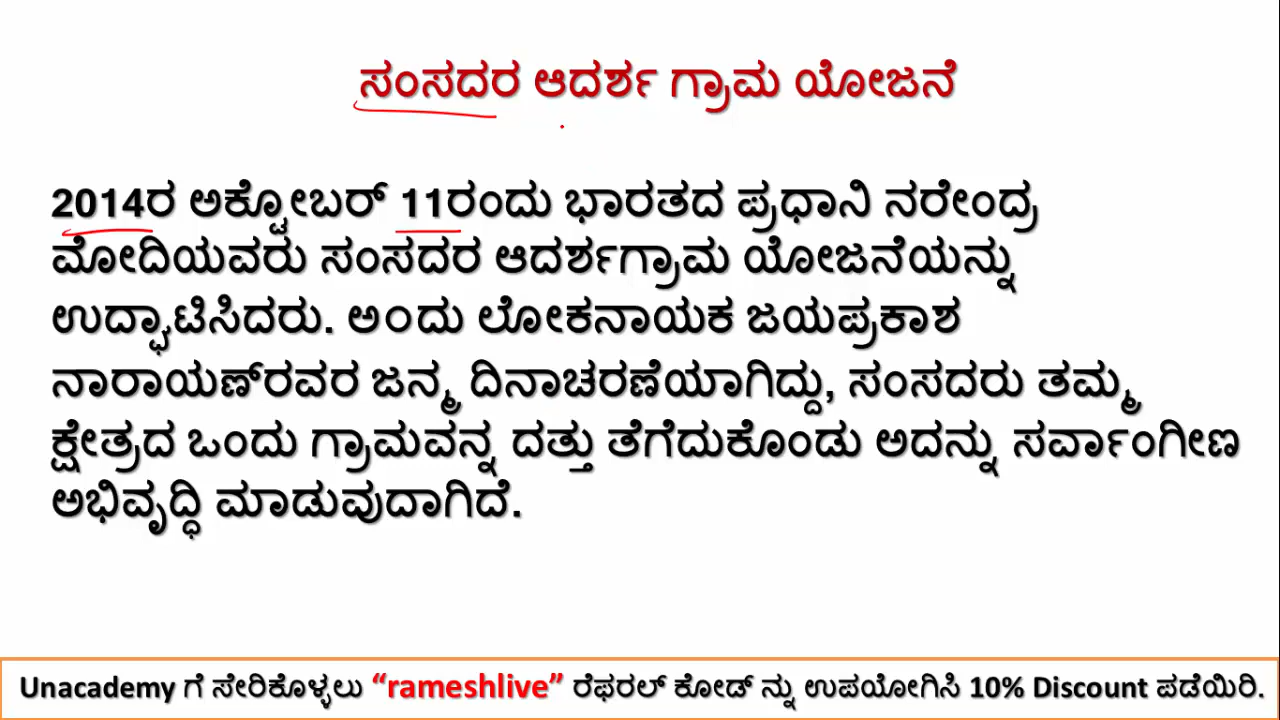 ಸಂಸದರ ಆದರ್ಶ ಗ್ರಾಮ ಯೋಜನೆ
2014ರ ಅಕ್ಟೋಬರ್ 11ರಂದು ಭಾರತದ ಪ್ರಧಾನಿ ನರೇಂದ್ರ
ಮೋದಿಯವರು ಸಂಸದರ ಆದರ್ಶಗ್ರಾಮ ಯೋಜನೆಯನ್ನು
ಉದ್ಘಾಟಿಸಿದರು. ಅಂದು ಲೋಕನಾಯಕ ಜಯಪ್ರಕಾಶ
ನಾರಾಯಣ್‌ರವರ ಜನ್ಮ ದಿನಾಚರಣೆಯಾಗಿದ್ದು, ಸಂಸದರು ತಮ್ಮ
ಕ್ಷೇತ್ರದ ಒಂದು ಗ್ರಾಮವನ್ನ ದತ್ತು ತೆಗೆದುಕೊಂಡು ಅದನ್ನು ಸರ್ವಾಂಗೀಣ
ಅಭಿವೃದ್ಧಿ ಮಾಡುವುದಾಗಿದೆ.
Unacademy ಗೆ ಸೇರಿಕೊಳ್ಳಲು “rameshlive” ರೆಫರಲ್ ಕೋಡ್ ನ್ನು ಉಪಯೋಗಿಸಿ 10% Discount ಪಡೆಯಿರಿ.